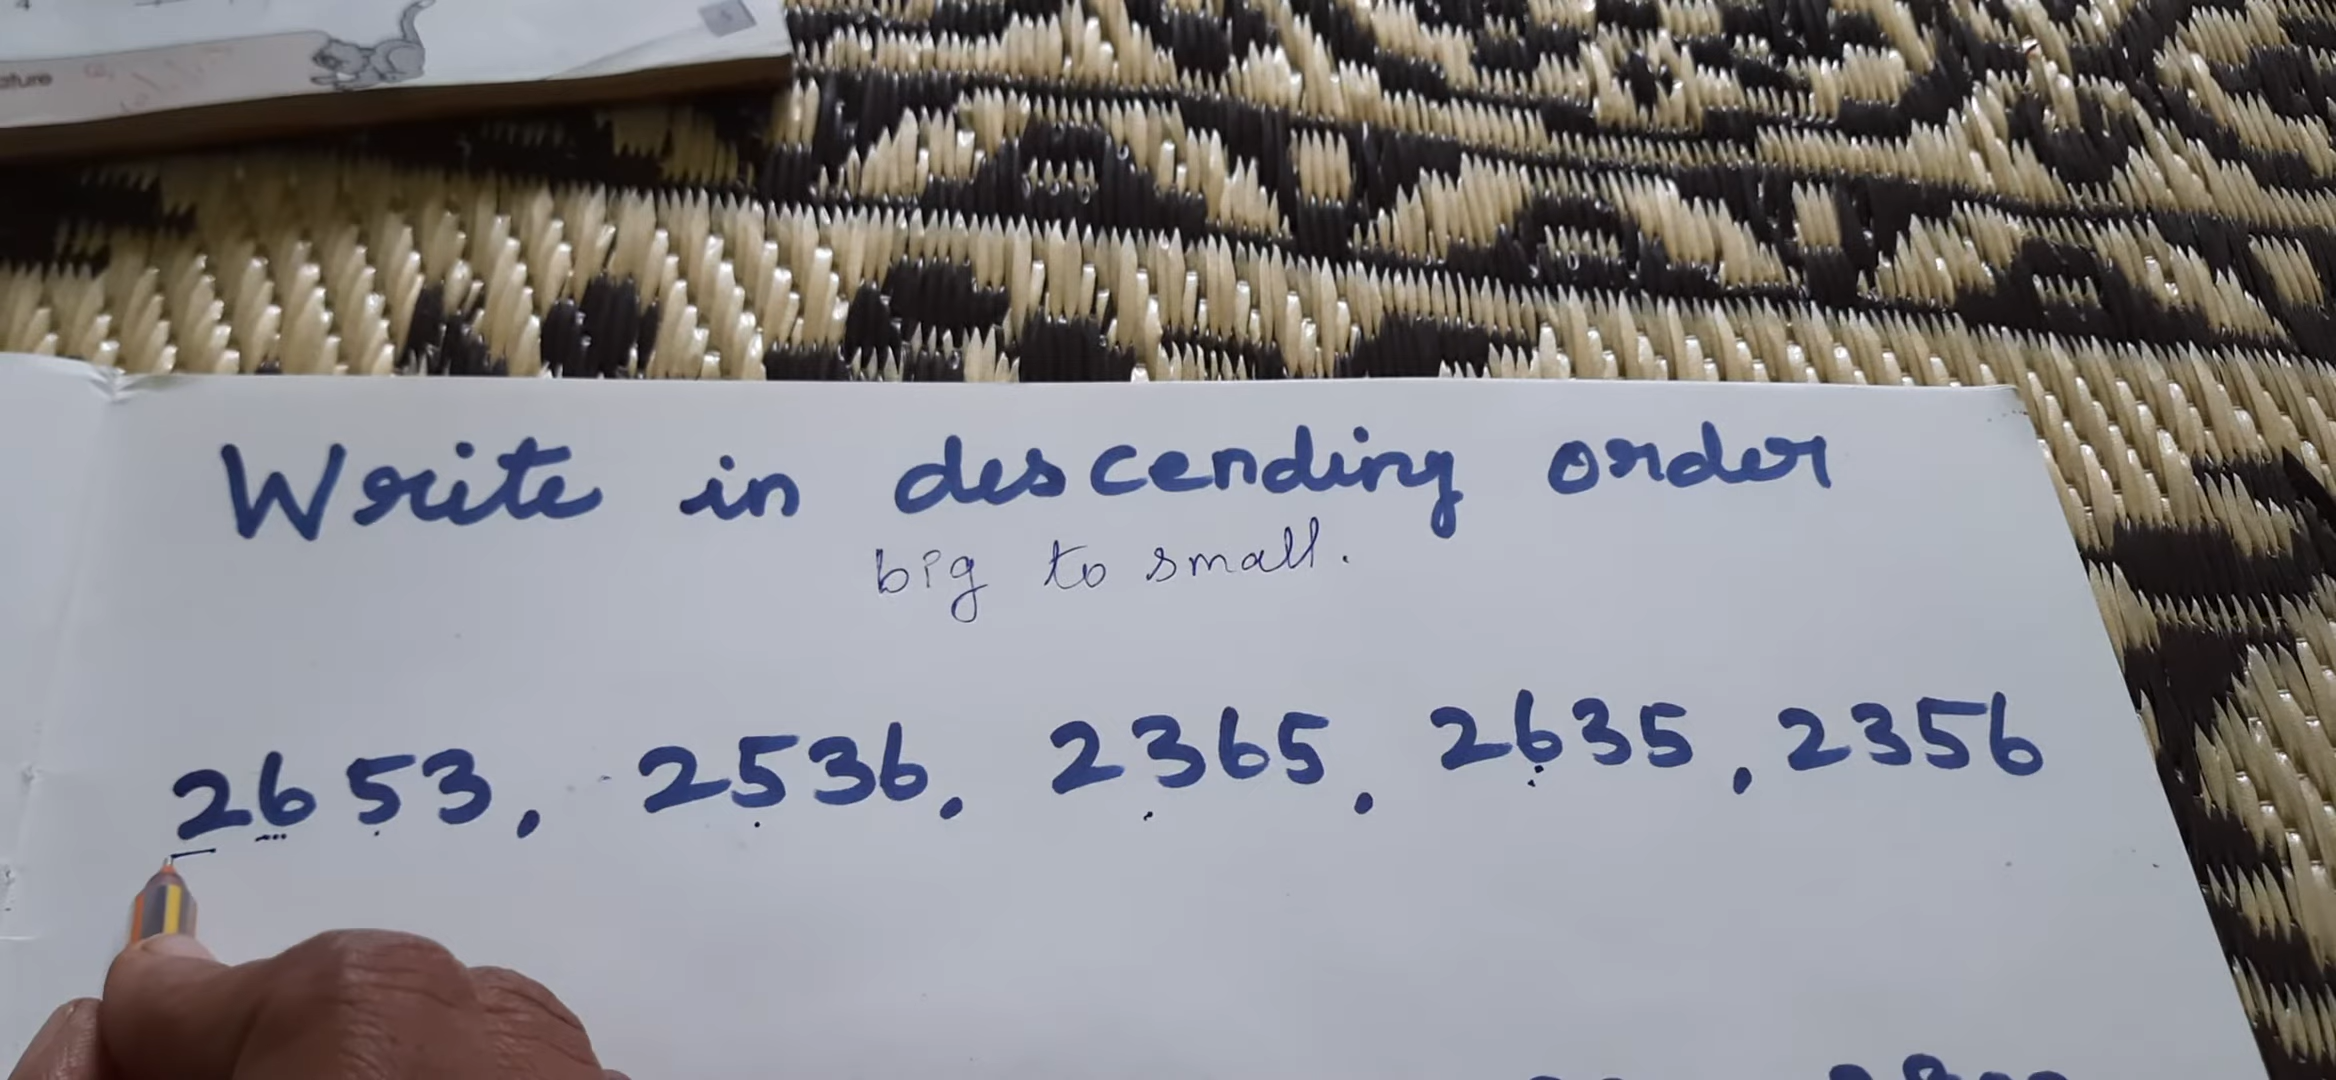 Write in descending order
big to small.
2653, 2536, 2365, 2635, 2356